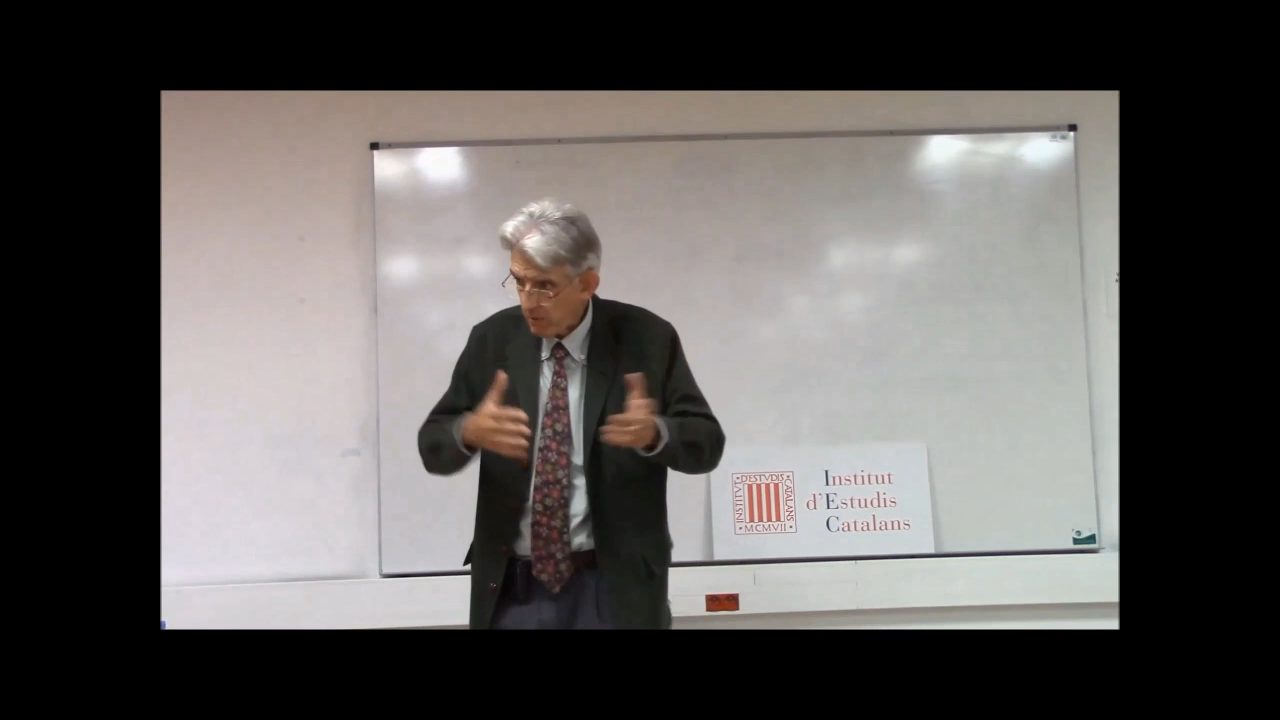 INSTITVT
D'ESTVDIS
CATALANS
MCMVII
Institut
d'Estudis
Catalans